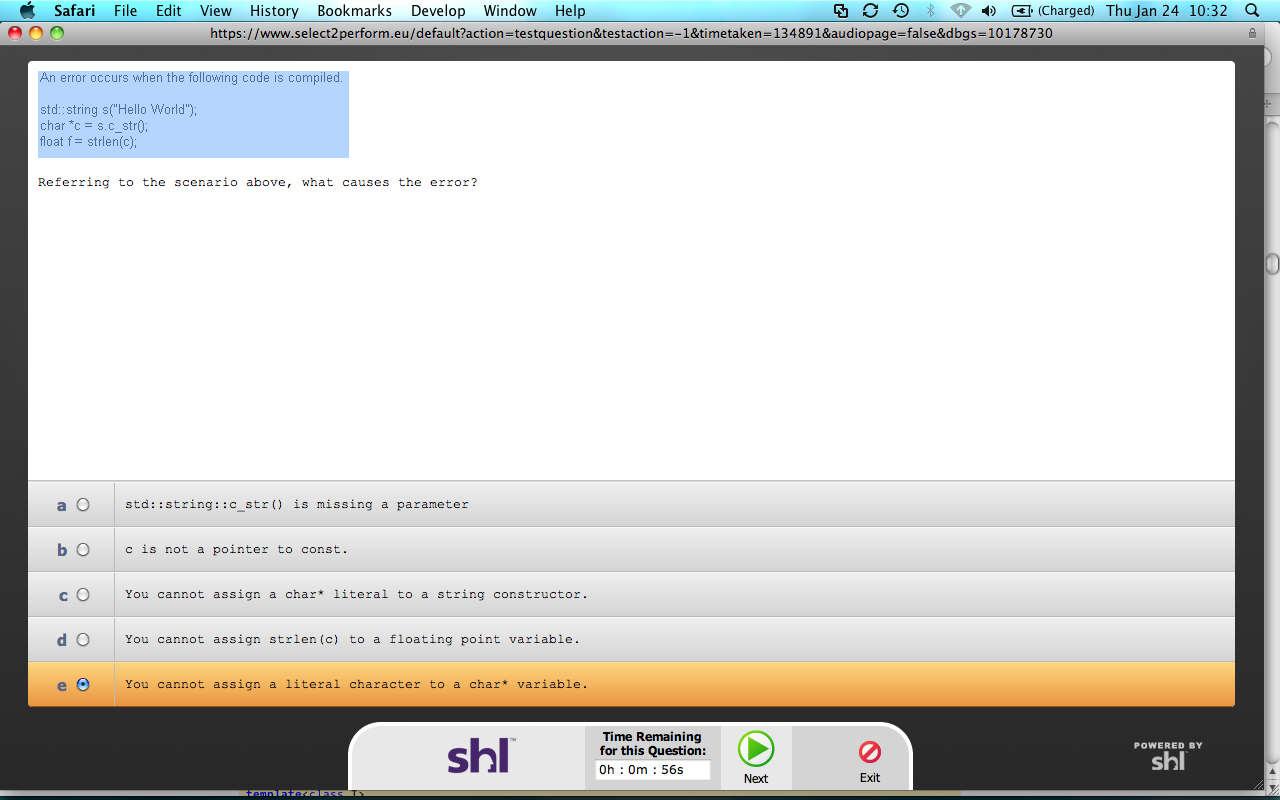 Safari File Edit View History Bookmarks Develop Window Help (Charged) Thu Jan 24 10:32
https://www.select2perform.eu/default?action=testquestion&testaction=-1&timetaken=134891&audiopage=false&dbgs=10178730
An error occurs when the following code is compiled.
std::string s("Hello World");
char *c = s.c_str();
float f = strlen(c);
Referring to the scenario above, what causes the error?
a std::string::c_str() is missing a parameter
b c is not a pointer to const.
c You cannot assign a char* literal to a string constructor.
d You cannot assign strlen(c) to a floating point variable.
e You cannot assign a literal character to a char* variable.
shl™
Time Remaining
for this Question:
0h : 0m : 56s
Next
Exit
POWERED BY
shl
template<class T>